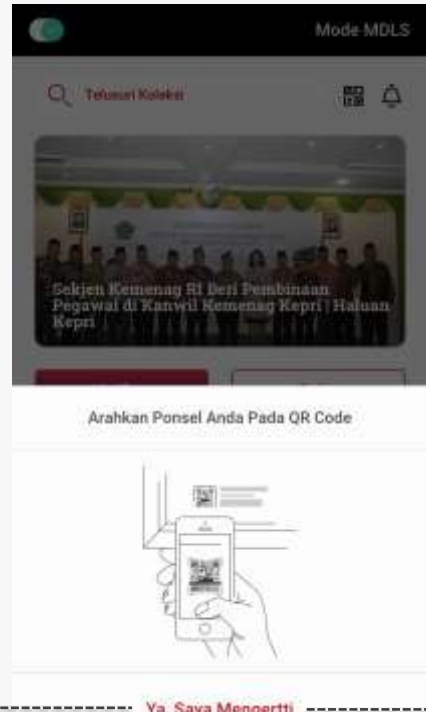 Mode MDLS
Telusuri Koleksi
Sekjen Kemenag RI Beri Pembinaan
Pegawai di Kanwil Kemenag Kepri | Haluan
Kepri
Arahkan Ponsel Anda Pada QR Code
Ya, Saya Mengertti